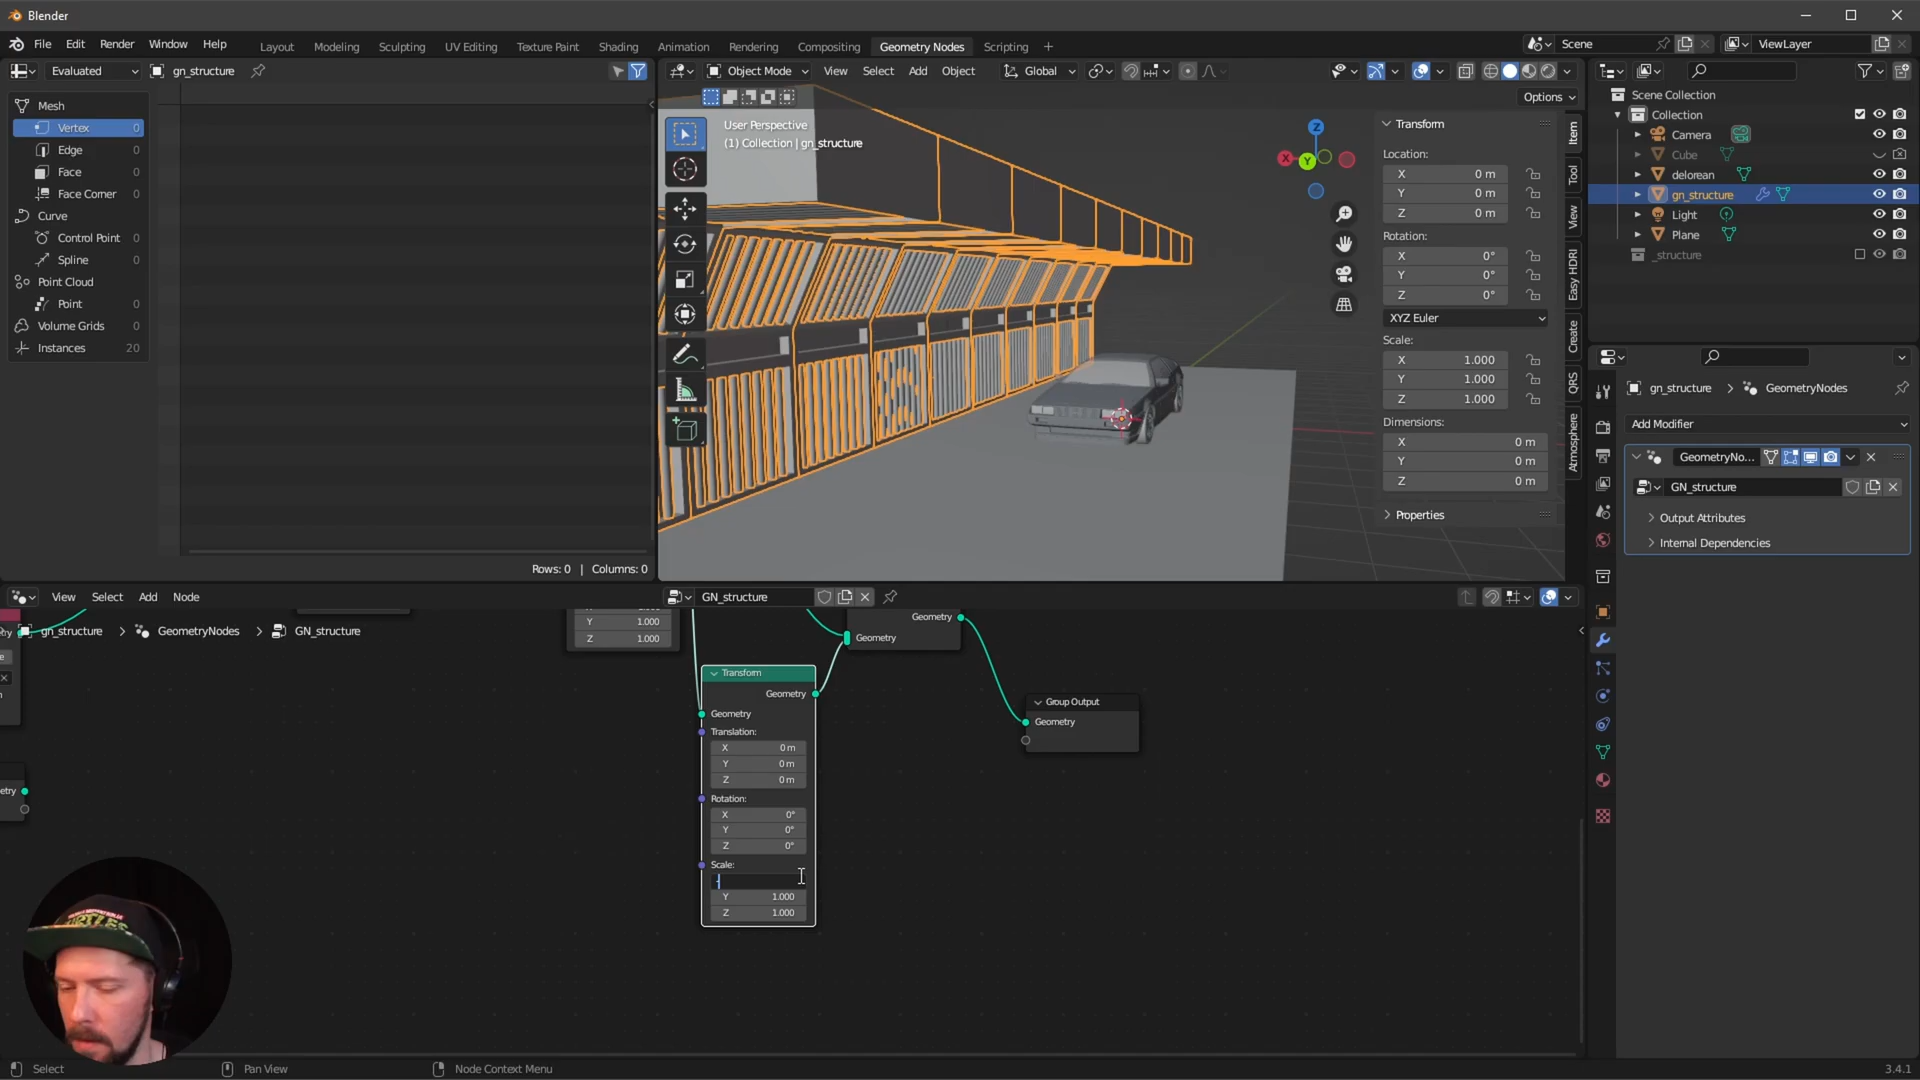 Blender
File Edit Render Window Help
Layout Modeling Sculpting UV Editing Texture Paint Shading Animation Rendering Compositing Geometry Nodes Scripting +
Scene
ViewLayer
Evaluated
gn_structure
Mesh
Vertex 0
Edge 0
Face 0
Face Corner 0
Curve
Control Point 0
Spline 0
Point Cloud
Point 0
Volume Grids 0
Instances 20
Rows: 0 | Columns: 0
Object Mode View Select Add Object Global
Options
User Perspective
(1) Collection | gn_structure
Z
X
Y
Transform
Location:
X 0 m
Y 0 m
Z 0 m
Rotation:
X 0°
Y 0°
Z 0°
XYZ Euler
Scale:
X 1.000
Y 1.000
Z 1.000
Dimensions:
X 0 m
Y 0 m
Z 0 m
Properties
Item
Tool
View
Easy HDRI
Create
QRS
Atmosphere
Scene Collection
Collection
Camera
Cube
delorean
gn_structure
Light
Plane
_structure
gn_structure > GeometryNodes
Add Modifier
GeometryNo...
GN_structure
Output Attributes
Internal Dependencies
View Select Add Node
GN_structure
gn_structure > GeometryNodes > GN_structure
Y 1.000
Z 1.000
Geometry
Geometry
Transform
Geometry
Geometry
Translation:
X 0 m
Y 0 m
Z 0 m
Rotation:
X 0°
Y 0°
Z 0°
Scale:
Y 1.000
Z 1.000
Group Output
Geometry
etry
TURTLES
Select
Pan View
Node Context Menu
3.4.1